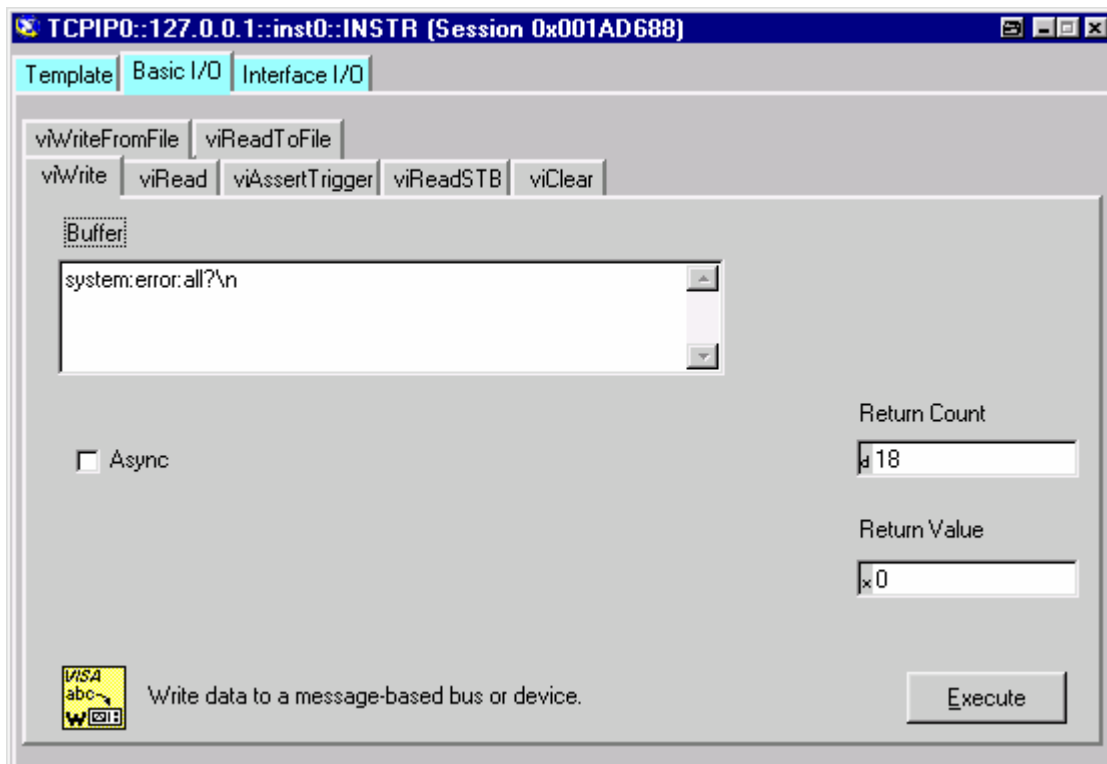 TCPIP0::127.0.0.1::inst0::INSTR (Session 0x001AD688)
Template Basic I/O Interface I/O
viWriteFromFile viReadToFile
viWrite viRead viAssertTrigger viReadSTB viClear
Buffer
system:error:all?\n
Return Count
Async
d 18
Return Value
x 0
VISA
abc
W
Write data to a message-based bus or device.
Execute